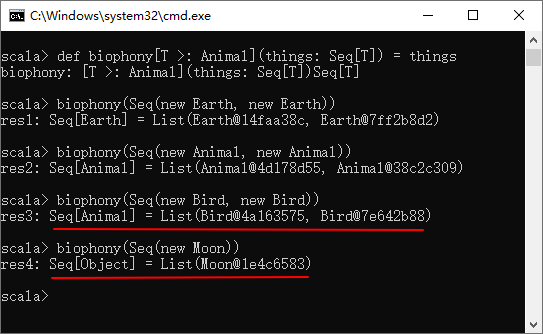 C:\Windows\system32\cmd.exe
scala> def biophony[T >: Animal](things: Seq[T]) = things
biophony: [T >: Animal](things: Seq[T])Seq[T]
scala> biophony(Seq(new Earth, new Earth))
res1: Seq[Earth] = List(Earth@14faa38c, Earth@7ff2b8d2)
scala> biophony(Seq(new Animal, new Animal))
res2: Seq[Animal] = List(Animal@4d178d55, Animal@38c2c309)
scala> biophony(Seq(new Bird, new Bird))
res3: Seq[Animal] = List(Bird@4a163575, Bird@7e642b88)
scala> biophony(Seq(new Moon))
res4: Seq[Object] = List(Moon@1e4c6583)
scala>